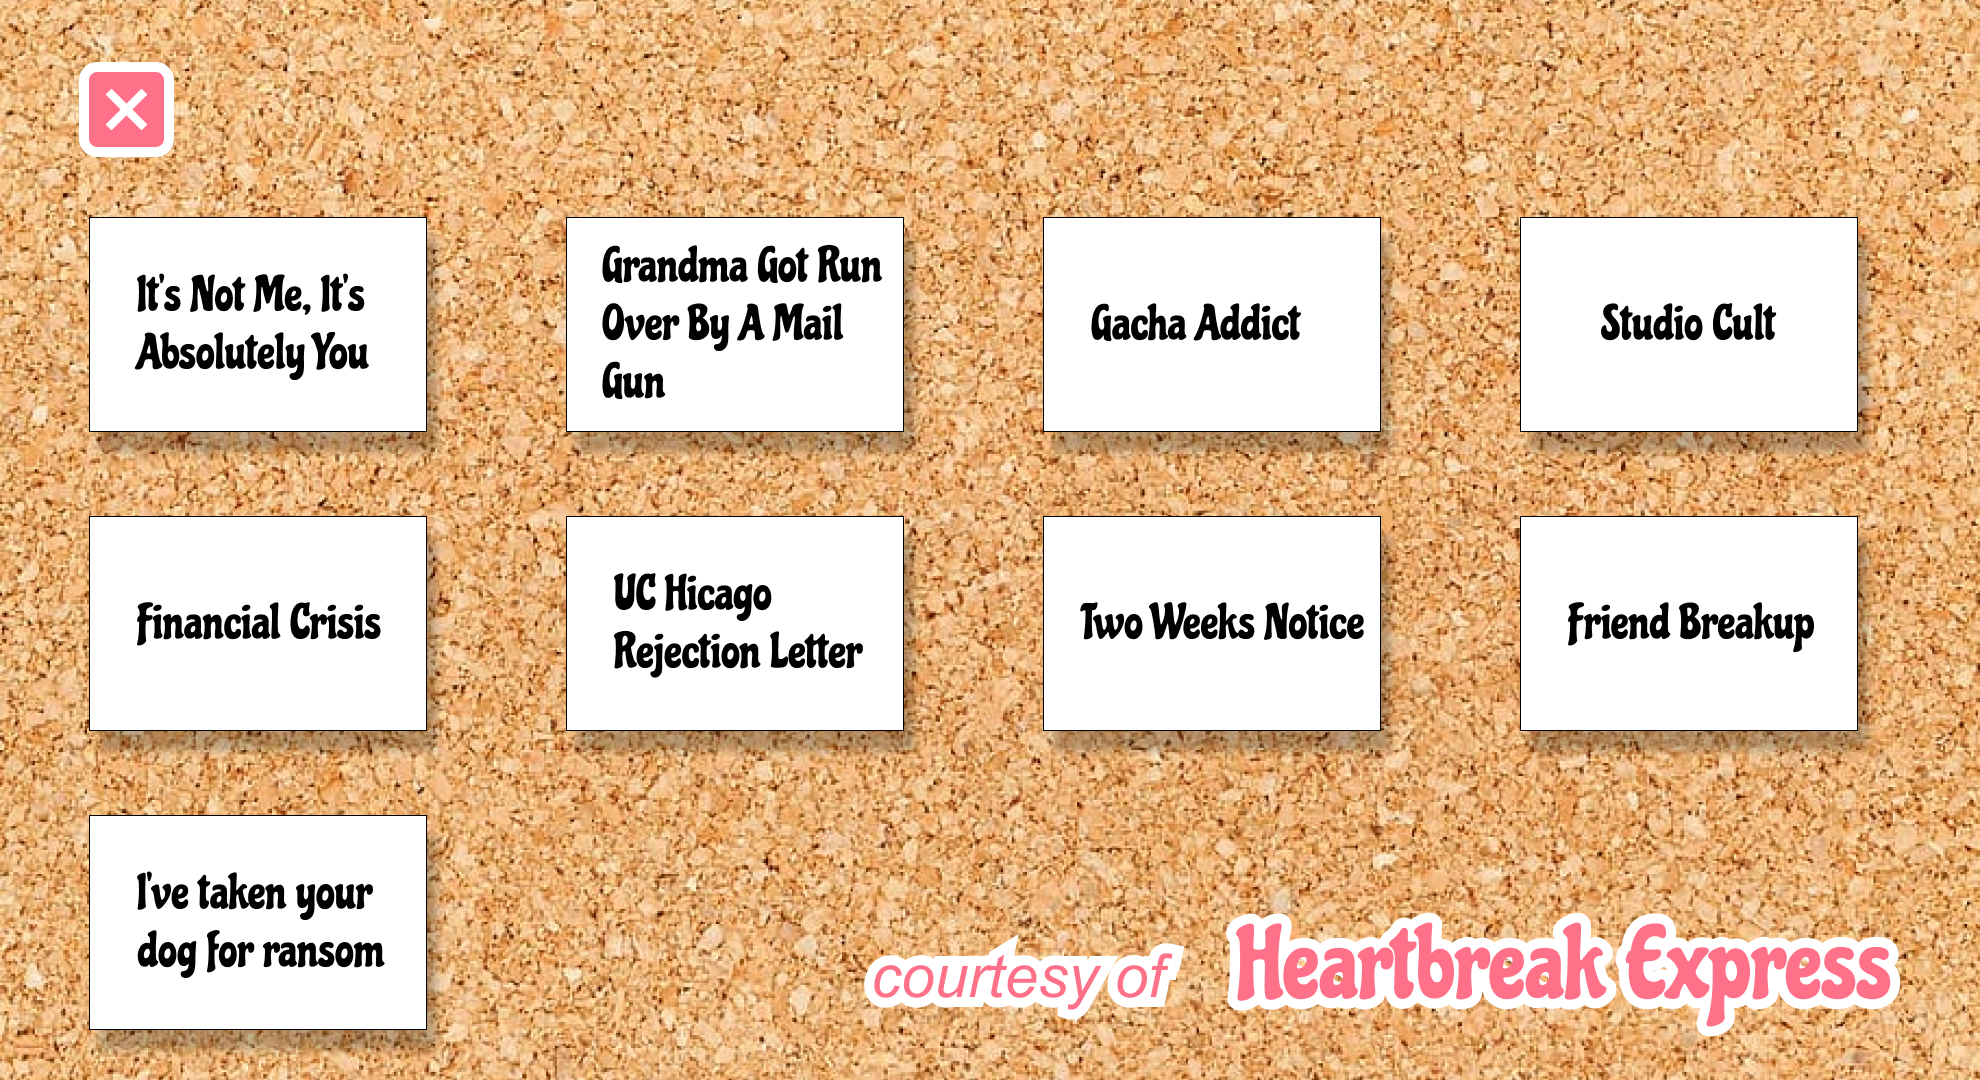 It's Not Me, It's
Absolutely You
Grandma Got Run
Over By A Mail
Gun
Gacha Addict
Studio Cult
Financial Crisis
UC Hicago
Rejection Letter
Two Weeks Notice
Friend Breakup
I've taken your
dog for ransom
courtesy of Heartbreak Express